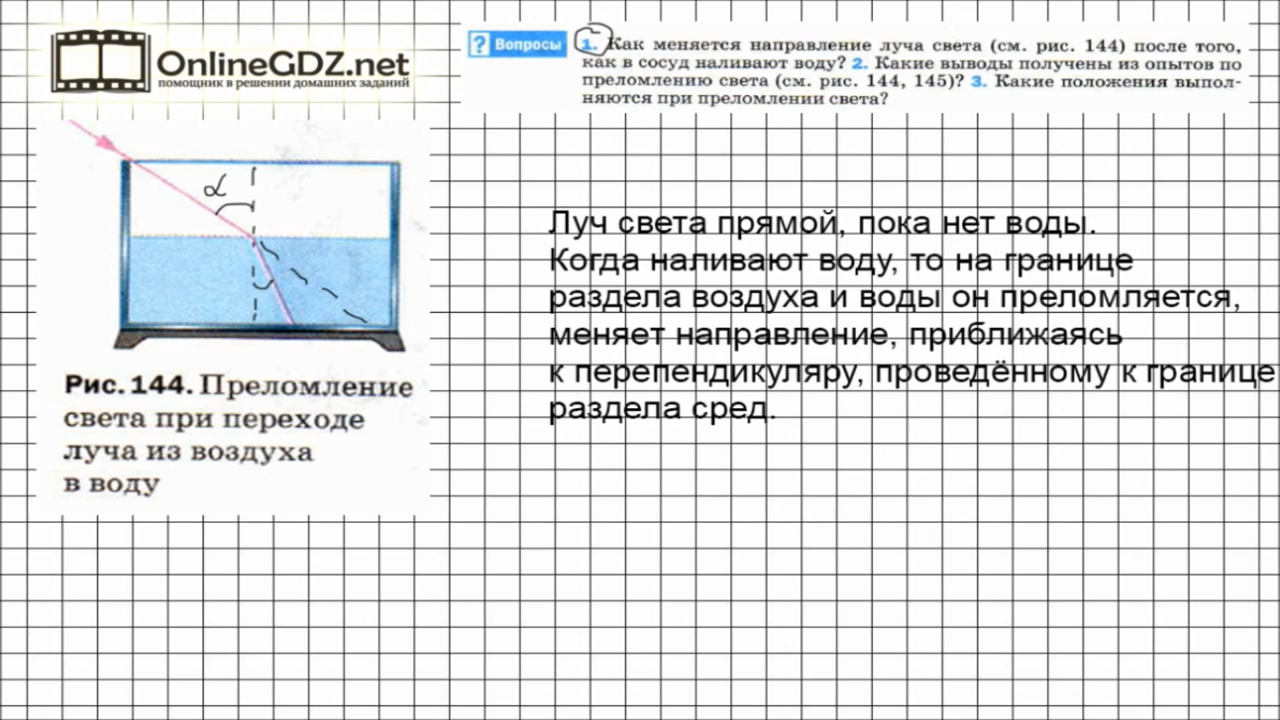 OnlineGDZ.net
помощник в решении домашних заданий
? Вопросы
1. Как меняется направление луча света (см. рис. 144) после того,
как в сосуд наливают воду? 2. Какие выводы получены из опытов по
преломлению света (см. рис. 144, 145)? 3. Какие положения выпол-
няются при преломлении света?
α
Луч света прямой, пока нет воды.
Когда наливают воду, то на границе
раздела воздуха и воды он преломляется,
меняет направление, приближаясь
к перепендикуляру, проведённому к границе
раздела сред.
Рис. 144. Преломление
света при переходе
луча из воздуха
в воду